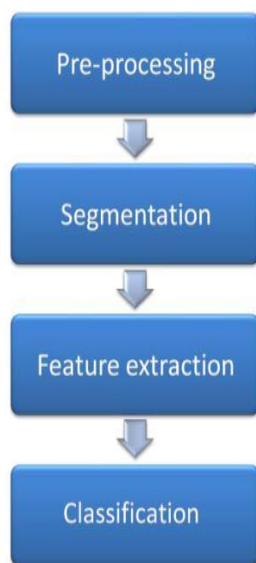 Pre-processing
Segmentation
Feature extraction
Classification